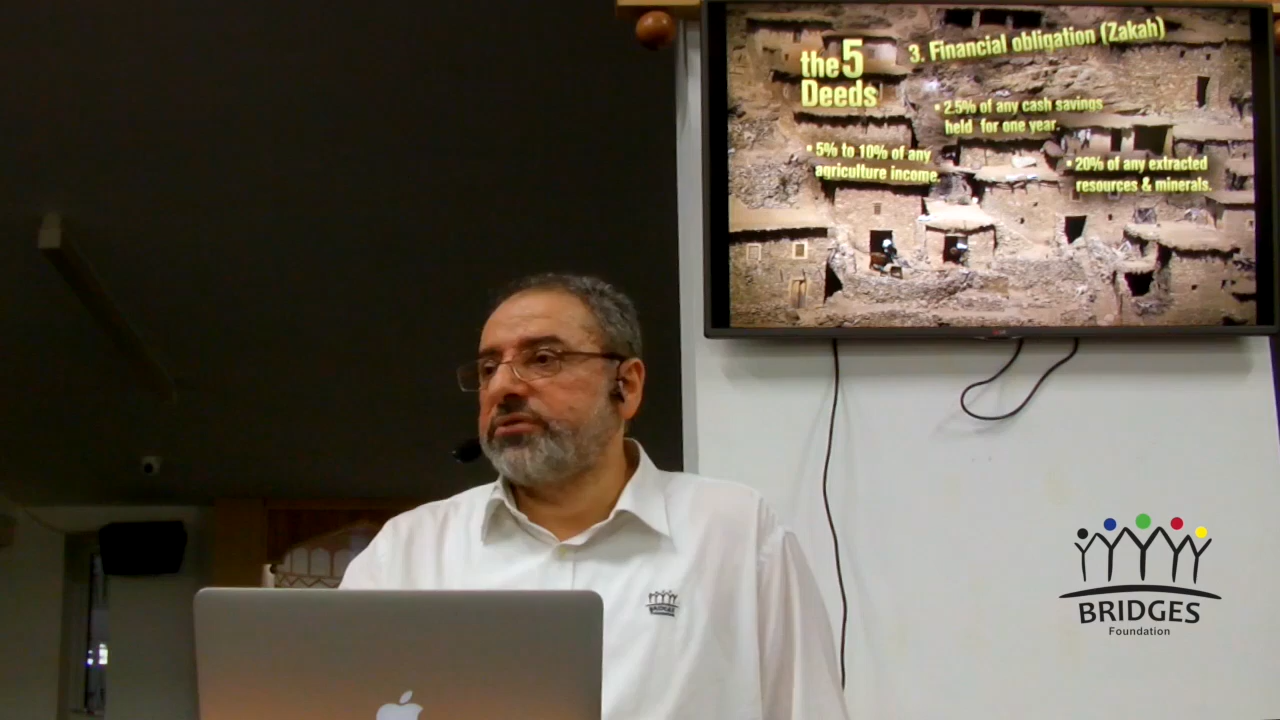 the 5
Deeds
3. Financial obligation (Zakah)
• 2.5% of any cash savings
held for one year.
• 5% to 10% of any
agriculture income.
• 20% of any extracted
resources & minerals.
BRIDGES
BRIDGES
Foundation